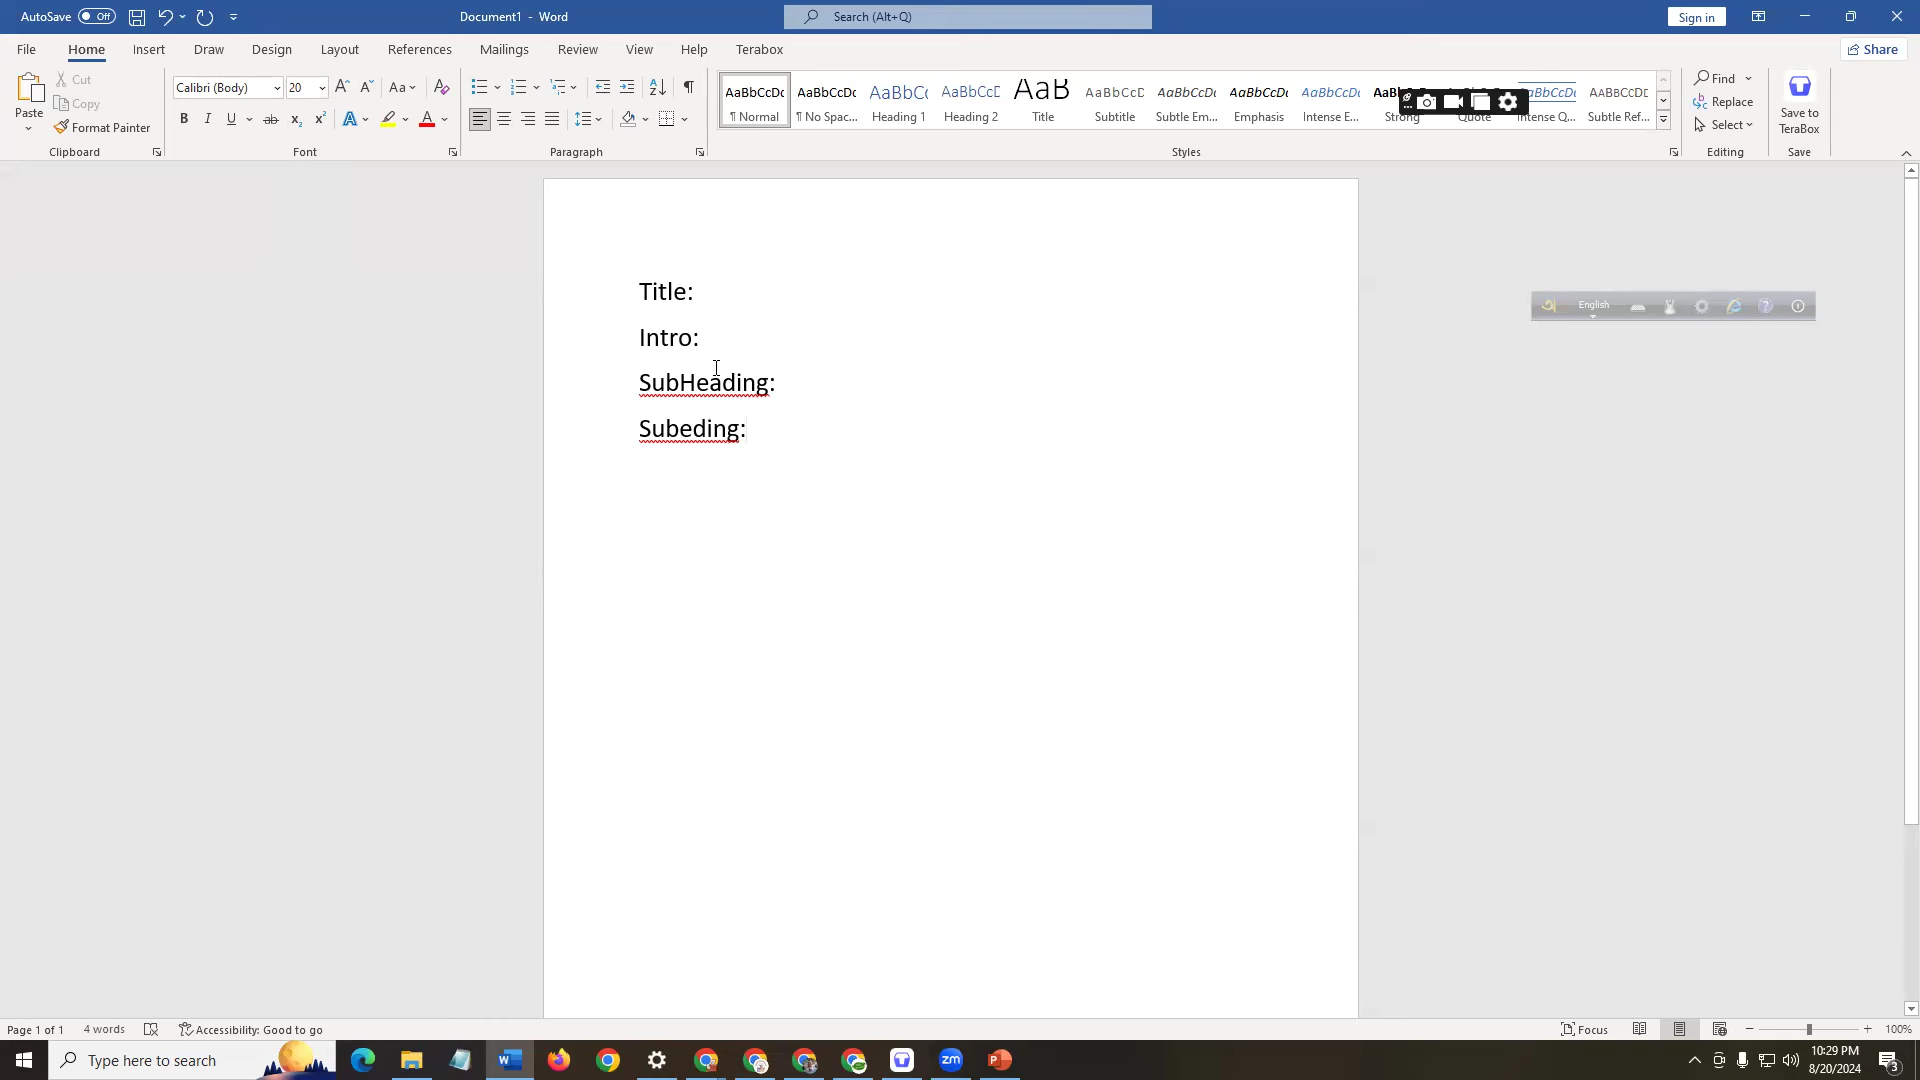 AutoSave Off Document1 - Word Search (Alt+Q) Sign in
File Home Insert Draw Design Layout References Mailings Review View Help Terabox Share
Paste Cut Copy Format Painter
Clipboard
Calibri (Body) 20
Font
Paragraph
AaBbCcDc AaBbCcDc AaBbCc AaBbCcD AaB AaBbCcD AaBbCcDc AaBbCcDc AaBbCcDc AaBbCcDc AaBbCcDc
¶ Normal ¶ No Spac... Heading 1 Heading 2 Title Subtitle Subtle Em... Emphasis Intense E... Strong Quote Intense Q... Subtle Ref...
Styles
Find
Replace
Select
Editing
Save to
TeraBox
Save
Title:
Intro:
SubHeading:
Subeding:
English
Page 1 of 1 4 words Accessibility: Good to go Focus 100%
Type here to search
10:29 PM
8/20/2024
3